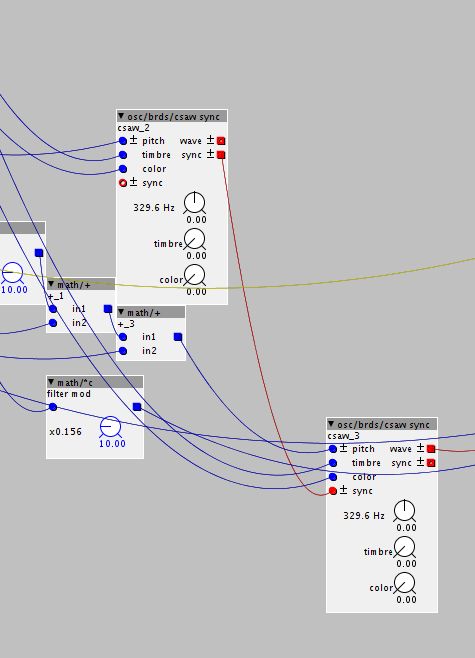 osc/brds/csaw sync
csaw_2
± pitch wave ±
timbre sync ±
color
± sync
329.6 Hz
0.00
timbre
0.00
color
0.00
10.00
math/+
+_1
in1
in2
math/+
+_3
in1
in2
math/*c
filter mod
x0.156
10.00
osc/brds/csaw sync
csaw_3
± pitch wave ±
timbre sync ±
color
± sync
329.6 Hz
0.00
timbre
0.00
color
0.00